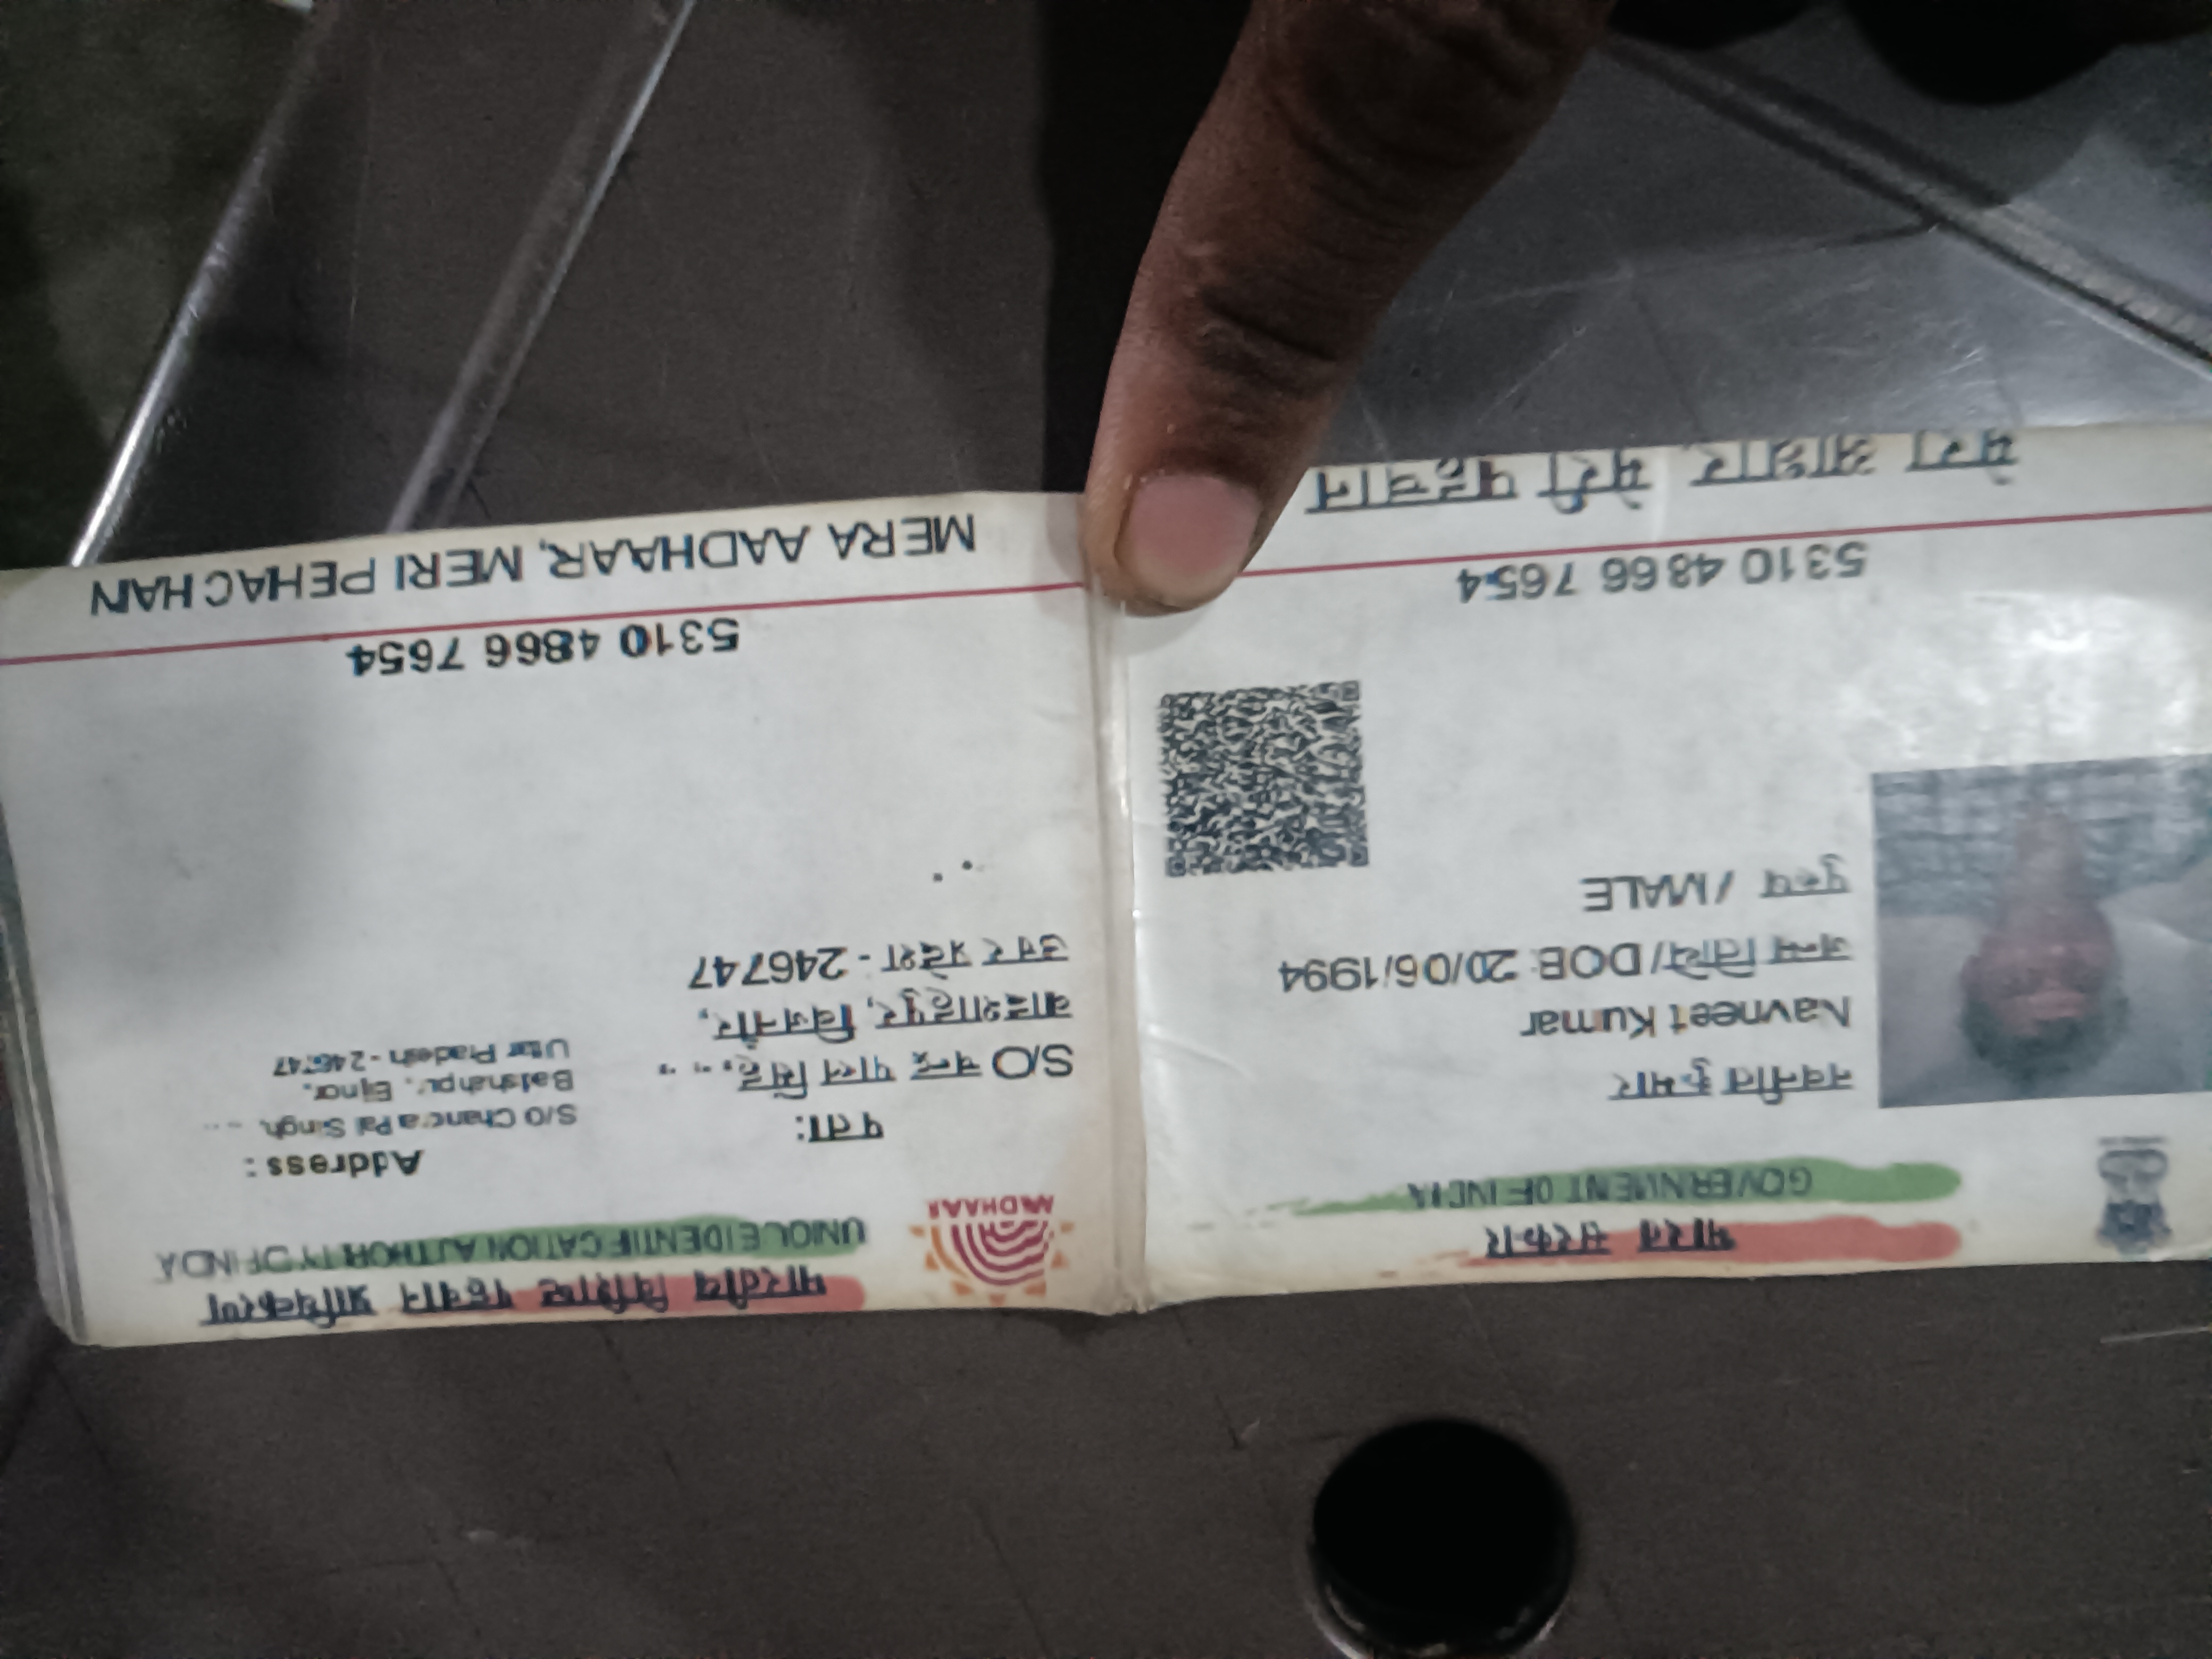 भारत सरकार
GOVERNMENT OF INDIA
नवनीत कुमार
Navneet Kumar
जन्म तिथि/ DOB: 20/06/1994
पुरुष / MALE
5310 4866 7654
मेरा आधार, मेरी पहचान
भारतीय विशिष्ट पहचान प्राधिकरण
UNIQUE IDENTIFICATION AUTHORITY OF INDIA
AADHAAR
पता:
S/O चन्द्र पाल सिंह, , ,
बादशाहपुर, बिजनौर,
उत्तर प्रदेश - 246747
Address :
S/O Chandra Pal Singh,
Batshahpur, Bijnor,
Uttar Pradesh - 246747
5310 4866 7654
MERA AADHAAR, MERI PEHACHAN